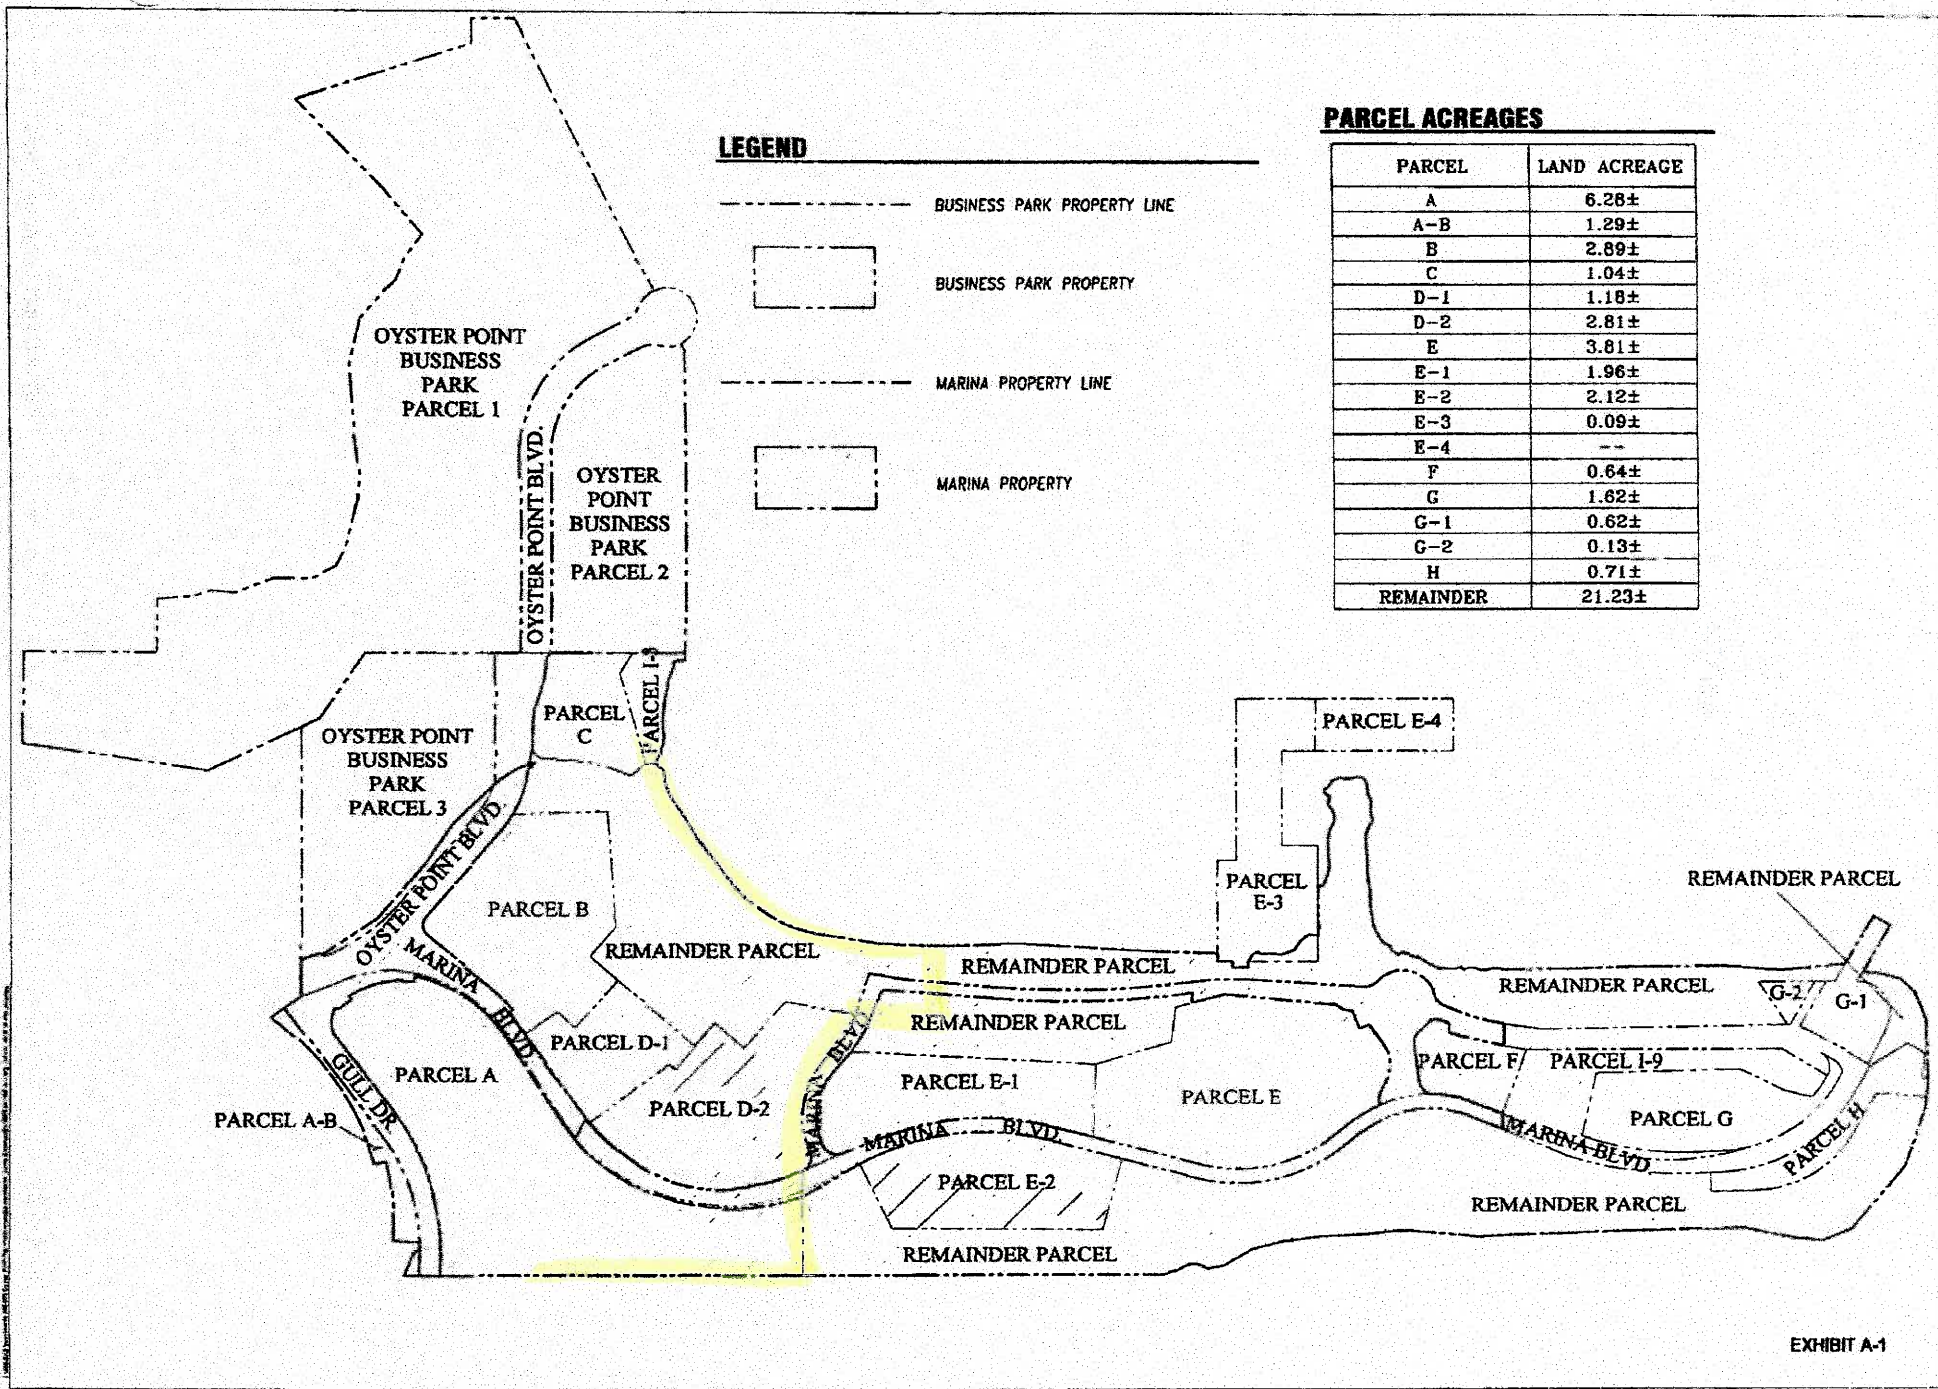 PARCEL ACREAGES
PARCEL LAND ACREAGE
A 6.28±
A-B 1.29±
B 2.89±
C 1.04±
D-1 1.18±
D-2 2.81±
E 3.81±
E-1 1.96±
E-2 2.12±
E-3 0.09±
E-4 --
F 0.64±
G 1.62±
G-1 0.62±
G-2 0.13±
H 0.71±
REMAINDER 21.23±
LEGEND
BUSINESS PARK PROPERTY LINE
BUSINESS PARK PROPERTY
MARINA PROPERTY LINE
MARINA PROPERTY
OYSTER POINT
BUSINESS
PARK
PARCEL 1
OYSTER POINT BLVD.
OYSTER
POINT
BUSINESS
PARK
PARCEL 2
PARCEL I-3
PARCEL
C
OYSTER POINT
BUSINESS
PARK
PARCEL 3
OYSTER POINT BLVD
PARCEL E-4
PARCEL
E-3
REMAINDER PARCEL
PARCEL B
MARINA
BLVD.
REMAINDER PARCEL
REMAINDER PARCEL
REMAINDER PARCEL
G-2
G-1
REMAINDER PARCEL
MARINA BLVD
PARCEL D-1
PARCEL A
GULL DR
PARCEL A-B
PARCEL D-2
PARCEL E-1
PARCEL E
PARCEL F
PARCEL I-9
PARCEL G
PARCEL H
MARINA BLVD.
MARINA BLVD
PARCEL E-2
REMAINDER PARCEL
REMAINDER PARCEL
EXHIBIT A-1